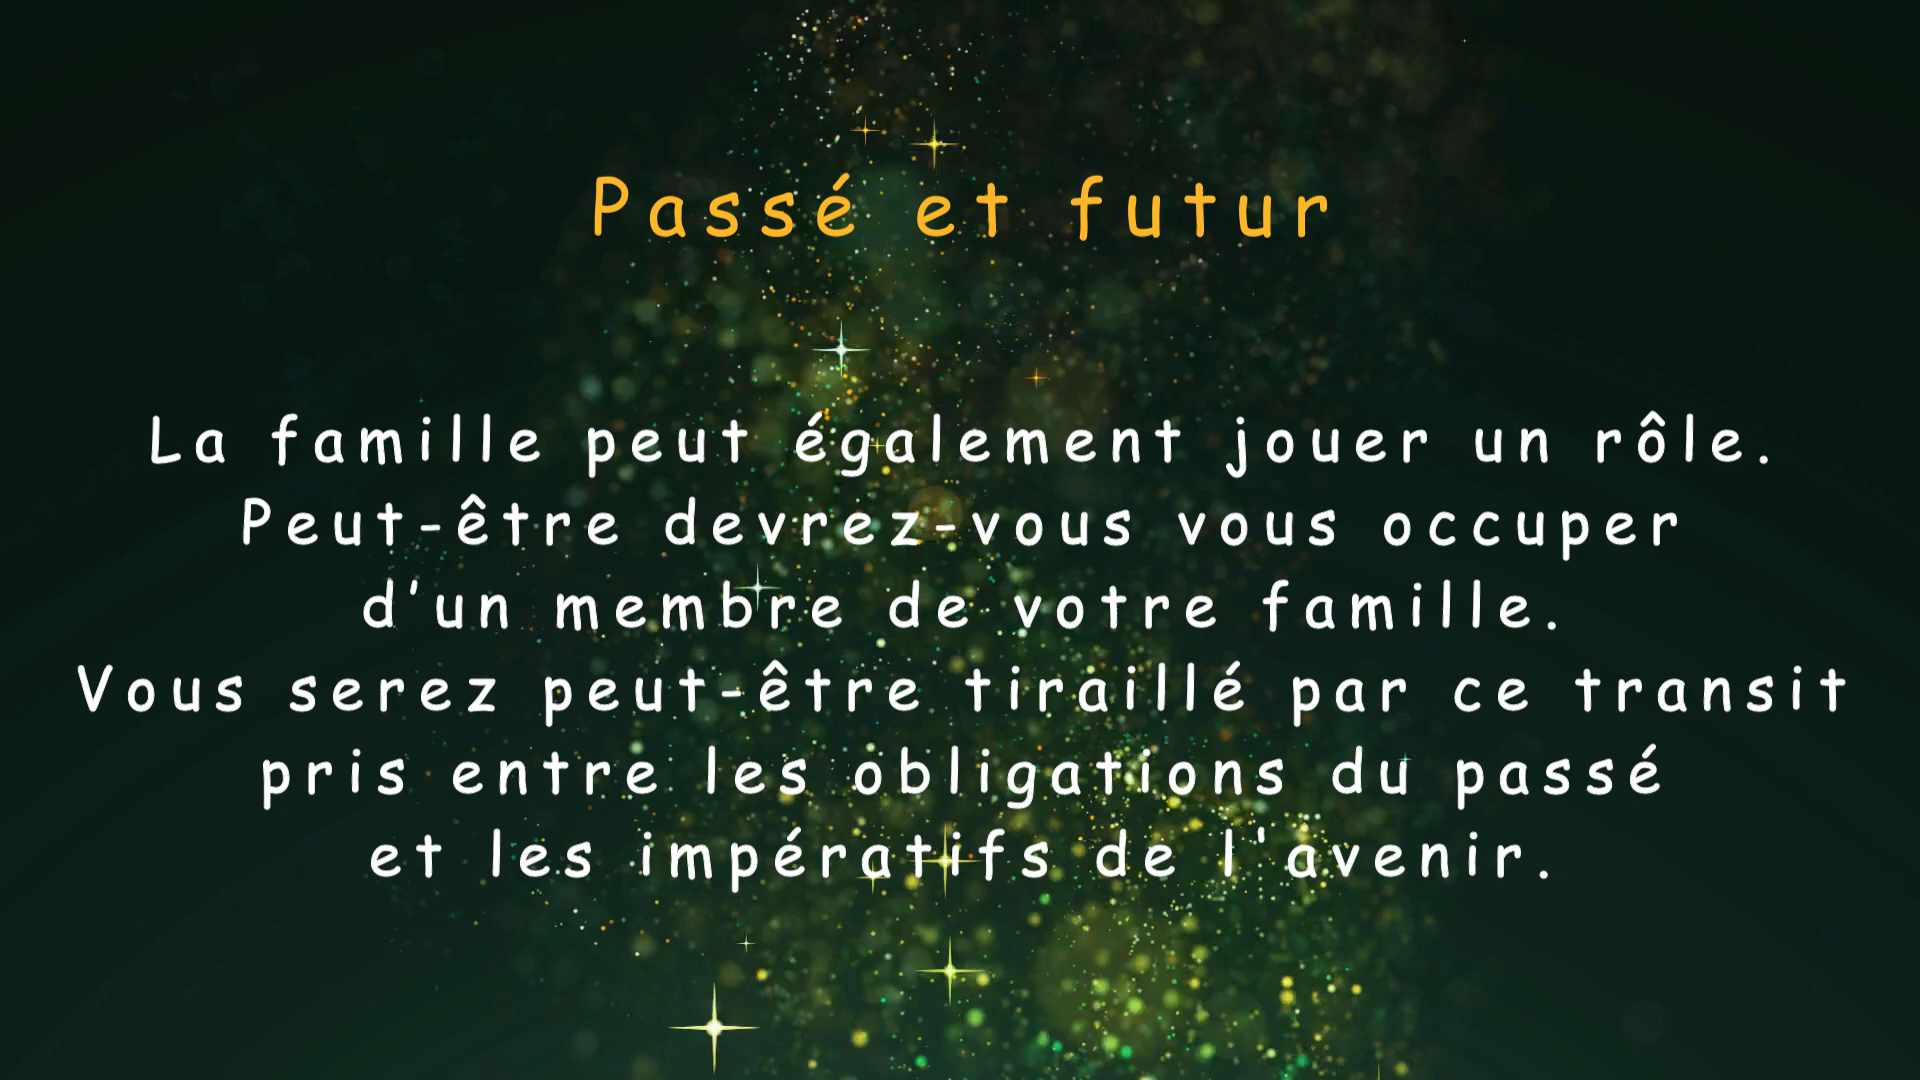 Passé et futur
La famille peut également jouer un rôle.
Peut-être devrez-vous vous occuper
d'un membre de votre famille.
Vous serez peut-être tiraillé par ce transit
pris entre les obligations du passé
et les impératifs de l'avenir.